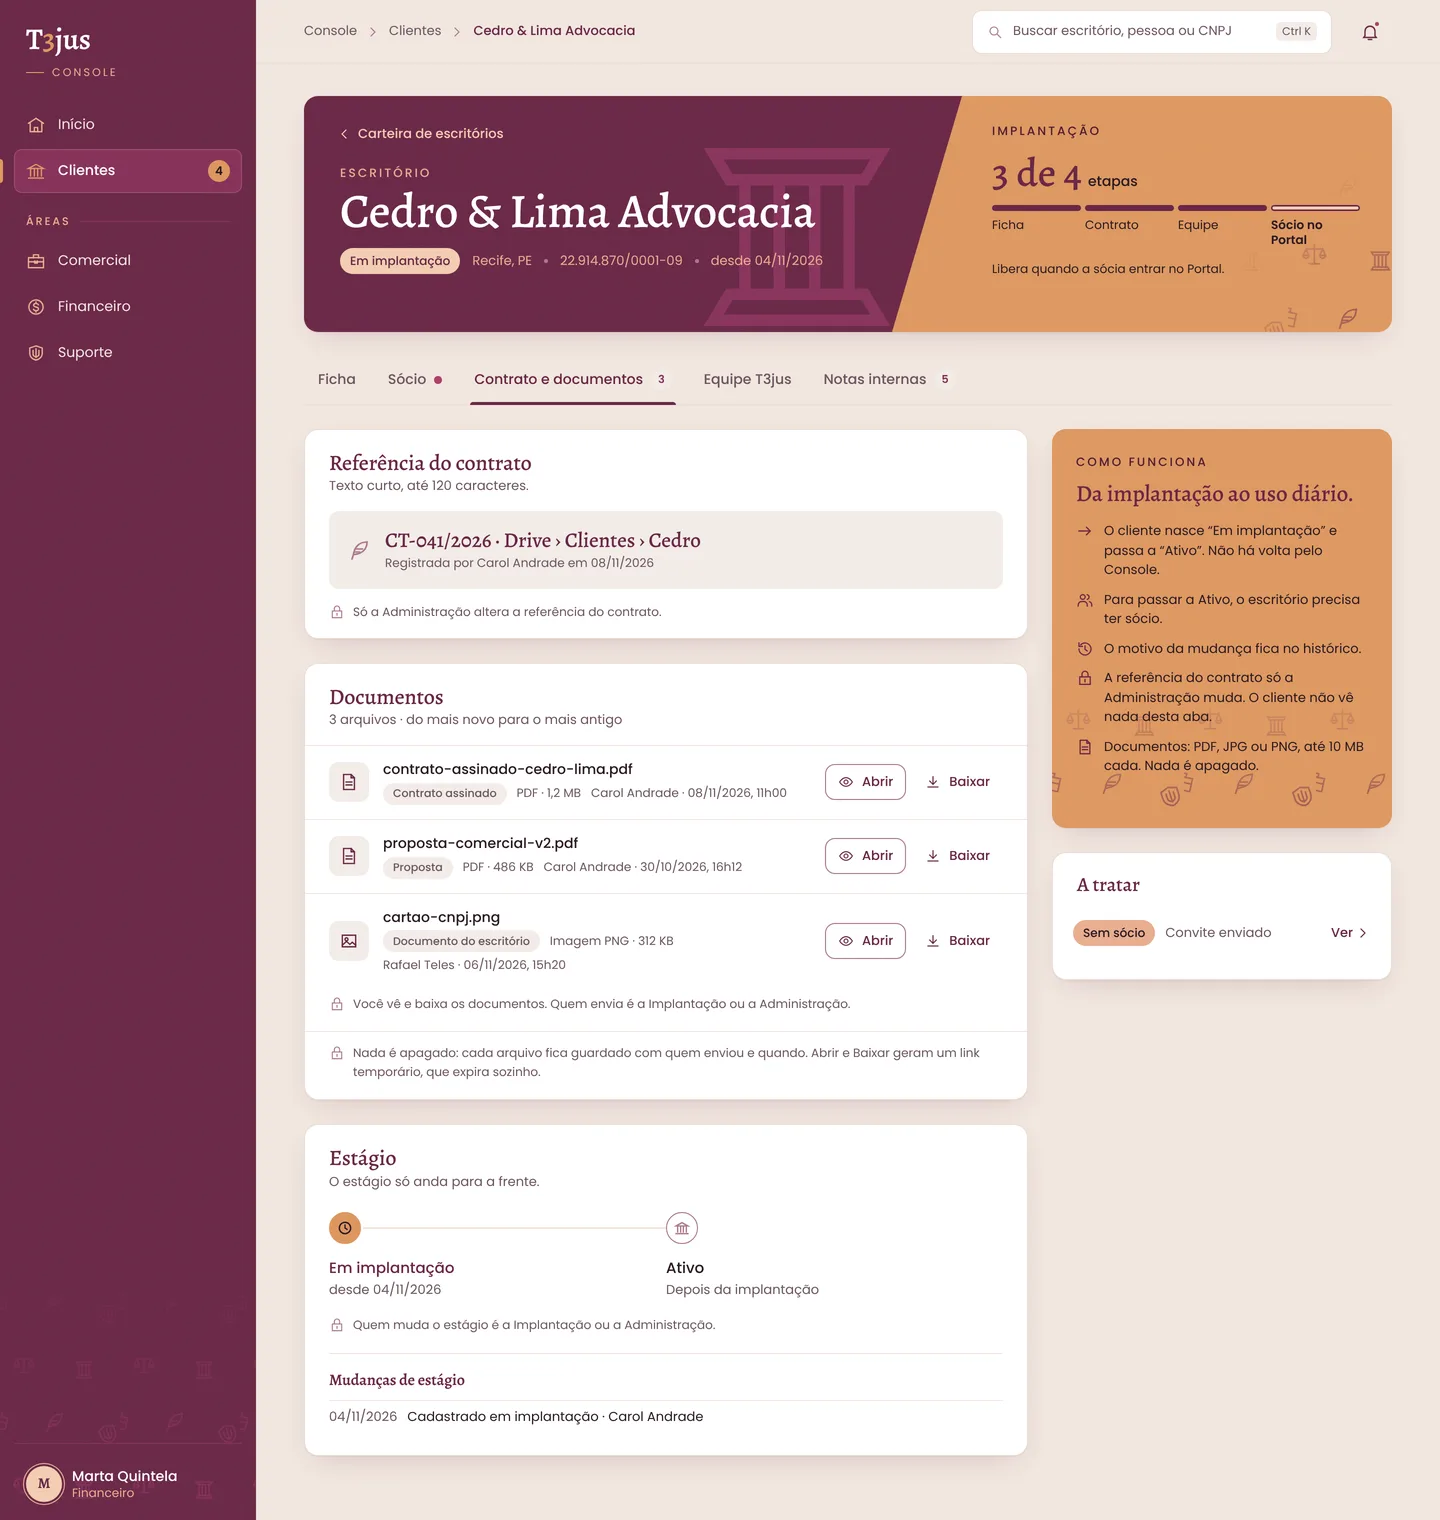 T3jus
CONSOLE
Início
Clientes
4
ÁREAS
Comercial
Financeiro
Suporte
M
Marta Quintela
Financeiro
Console
Clientes
Cedro & Lima Advocacia
Buscar escritório, pessoa ou CNPJ
Ctrl K
Carteira de escritórios
ESCRITÓRIO
Cedro & Lima Advocacia
Em implantação
Recife, PE • 22.914.870/0001-09 • desde 04/11/2026
IMPLANTAÇÃO
3 de 4 etapas
Ficha
Contrato
Equipe
Sócio no
Portal
Libera quando a sócia entrar no Portal.
Ficha
Sócio
Contrato e documentos 3
Equipe T3jus
Notas internas 5
Referência do contrato
Texto curto, até 120 caracteres.
CT-041/2026 · Drive › Clientes › Cedro
Registrada por Carol Andrade em 08/11/2026
Só a Administração altera a referência do contrato.
Documentos
3 arquivos · do mais novo para o mais antigo
contrato-assinado-cedro-lima.pdf
Contrato assinado
PDF · 1,2 MB Carol Andrade · 08/11/2026, 11h00
Abrir
Baixar
proposta-comercial-v2.pdf
Proposta
PDF · 486 KB Carol Andrade · 30/10/2026, 16h12
Abrir
Baixar
cartao-cnpj.png
Documento do escritório
Imagem PNG · 312 KB
Rafael Teles · 06/11/2026, 15h20
Abrir
Baixar
Você vê e baixa os documentos. Quem envia é a Implantação ou a Administração.
Nada é apagado: cada arquivo fica guardado com quem enviou e quando. Abrir e Baixar geram um link
temporário, que expira sozinho.
Estágio
O estágio só anda para a frente.
Em implantação
desde 04/11/2026
Ativo
Depois da implantação
Quem muda o estágio é a Implantação ou a Administração.
Mudanças de estágio
04/11/2026 Cadastrado em implantação · Carol Andrade
COMO FUNCIONA
Da implantação ao uso diário.
O cliente nasce “Em implantação” e
passa a “Ativo”. Não há volta pelo
Console.
Para passar a Ativo, o escritório precisa
ter sócio.
O motivo da mudança fica no histórico.
A referência do contrato só a
Administração muda. O cliente não vê
nada desta aba.
Documentos: PDF, JPG ou PNG, até 10 MB
cada. Nada é apagado.
A tratar
Sem sócio
Convite enviado
Ver